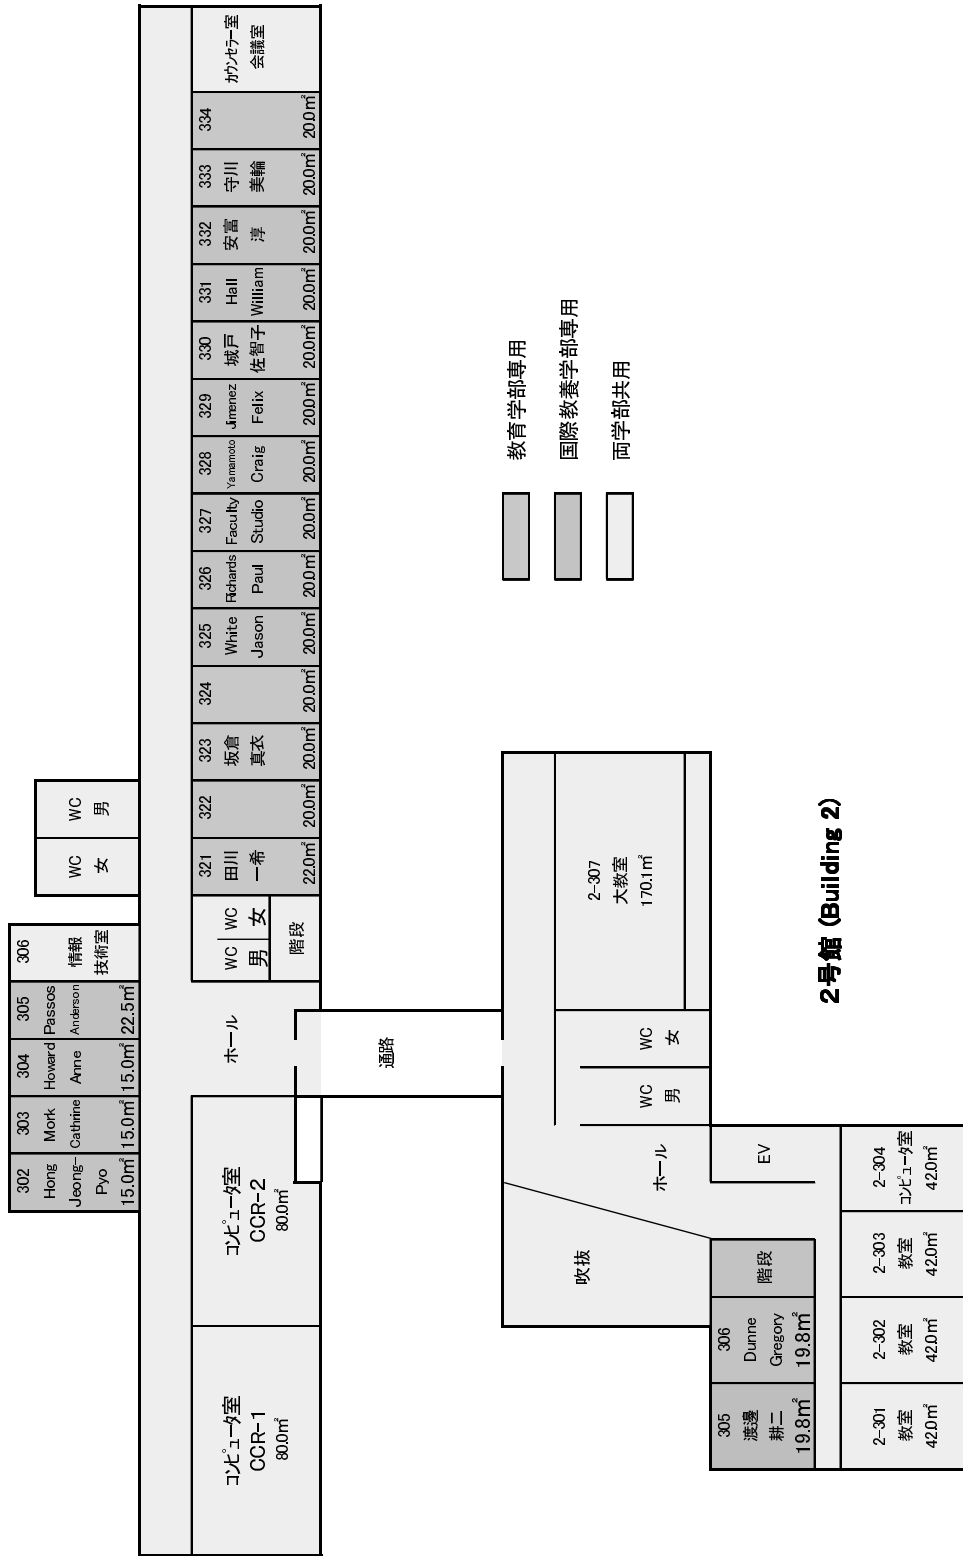 302
Hong
Jeong-
Pyo
15.0㎡
303
Mork
Cathrine
15.0㎡
304
Howard
Anne
15.0㎡
305
Passos
Anderson
22.5㎡
306
情報
技術室
WC
女
WC
男
コンピュータ室
CCR-1
80.0㎡
コンピュータ室
CCR-2
80.0㎡
ホール
WC
男
WC
女
階段
321
田川
一希
22.0㎡
322
20.0㎡
323
坂倉
真衣
20.0㎡
324
20.0㎡
325
White
Jason
20.0㎡
326
Richards
Paul
20.0㎡
327
Faculty
Studio
20.0㎡
328
Yamamoto
Craig
20.0㎡
329
Jimenez
Felix
20.0㎡
330
城戸
佐智子
20.0㎡
331
Hall
William
20.0㎡
332
安富
淳
20.0㎡
333
守川
美輪
20.0㎡
334
20.0㎡
カウンセラー室
会議室
通路
教育学部専用
国際教養学部専用
両学部共用
吹抜
ホール
WC
男
WC
女
2-307
大教室
170.1㎡
305
渡邊
耕二
19.8㎡
306
Dunne
Gregory
19.8㎡
階段
EV
2-301
教室
42.0㎡
2-302
教室
42.0㎡
2-303
教室
42.0㎡
2-304
コンピュータ室
42.0㎡
2号館 (Building 2)